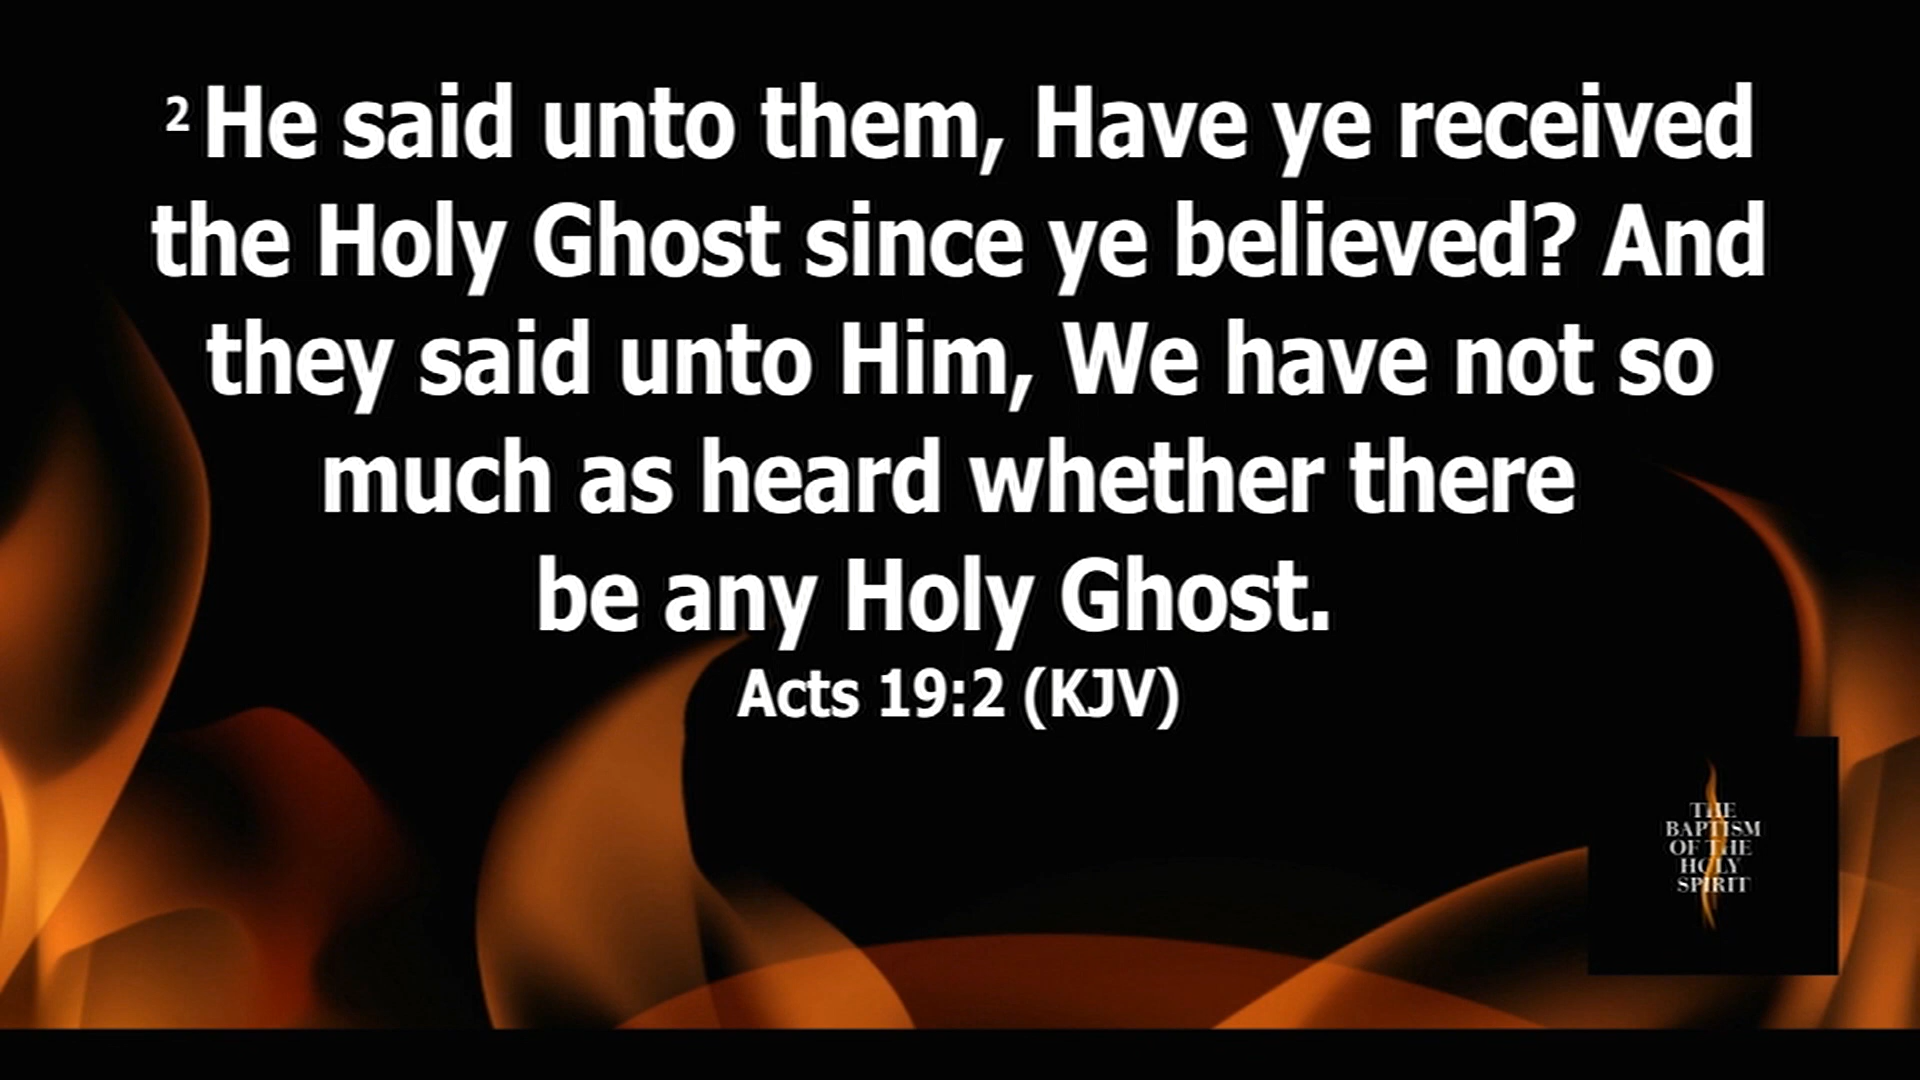 2 He said unto them, Have ye received
the Holy Ghost since ye believed? And
they said unto Him, We have not so
much as heard whether there
be any Holy Ghost.
Acts 19:2 (KJV)
THE
BAPTISM
OF THE
HOLY
SPIRIT